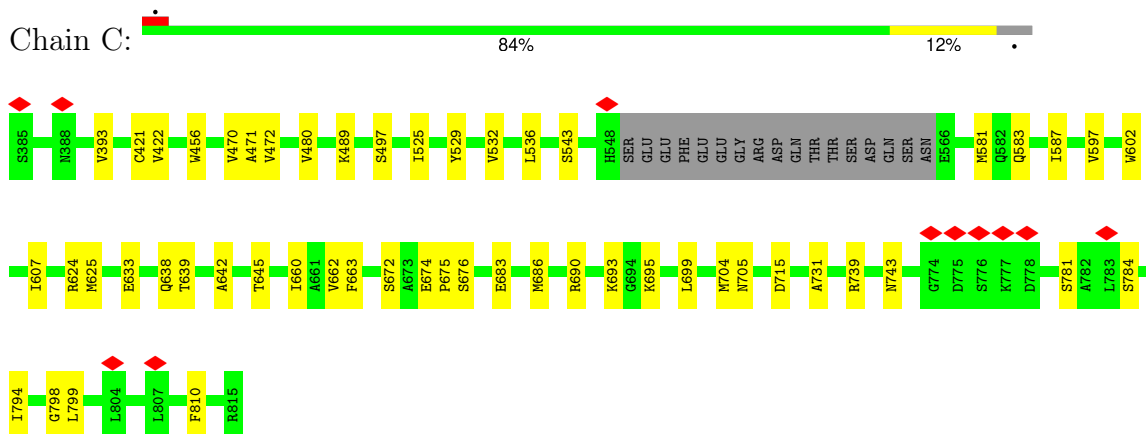 Chain C:
84% 12%
S385 N388 V393 C421 V422 W456 V470 A471 V472 V480 K489 S497 I525 Y529 V532 L536 S543 H548 SER GLU GLU PHE GLU GLU GLY ARG ASP GLN THR THR SER ASP GLN SER ASN E566 M581 Q582 Q583 I587 V597 W602
I607 R624 M625 E633 Q638 T639 A642 T645 I660 A661 V662 F663 S672 A673 E674 P675 S676 E683 M686 R690 K693 G694 K695 L699 M704 N705 D715 A731 R739 N743 G774 D775 S776 K777 D778 S781 A782 L783 S784
I794 G798 L799 L804 L807 F810 R815